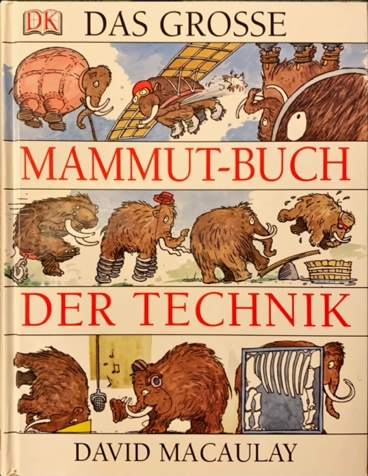 DK
DAS GROSSE
MAMMUT-BUCH
DER TECHNIK
DAVID MACAULAY